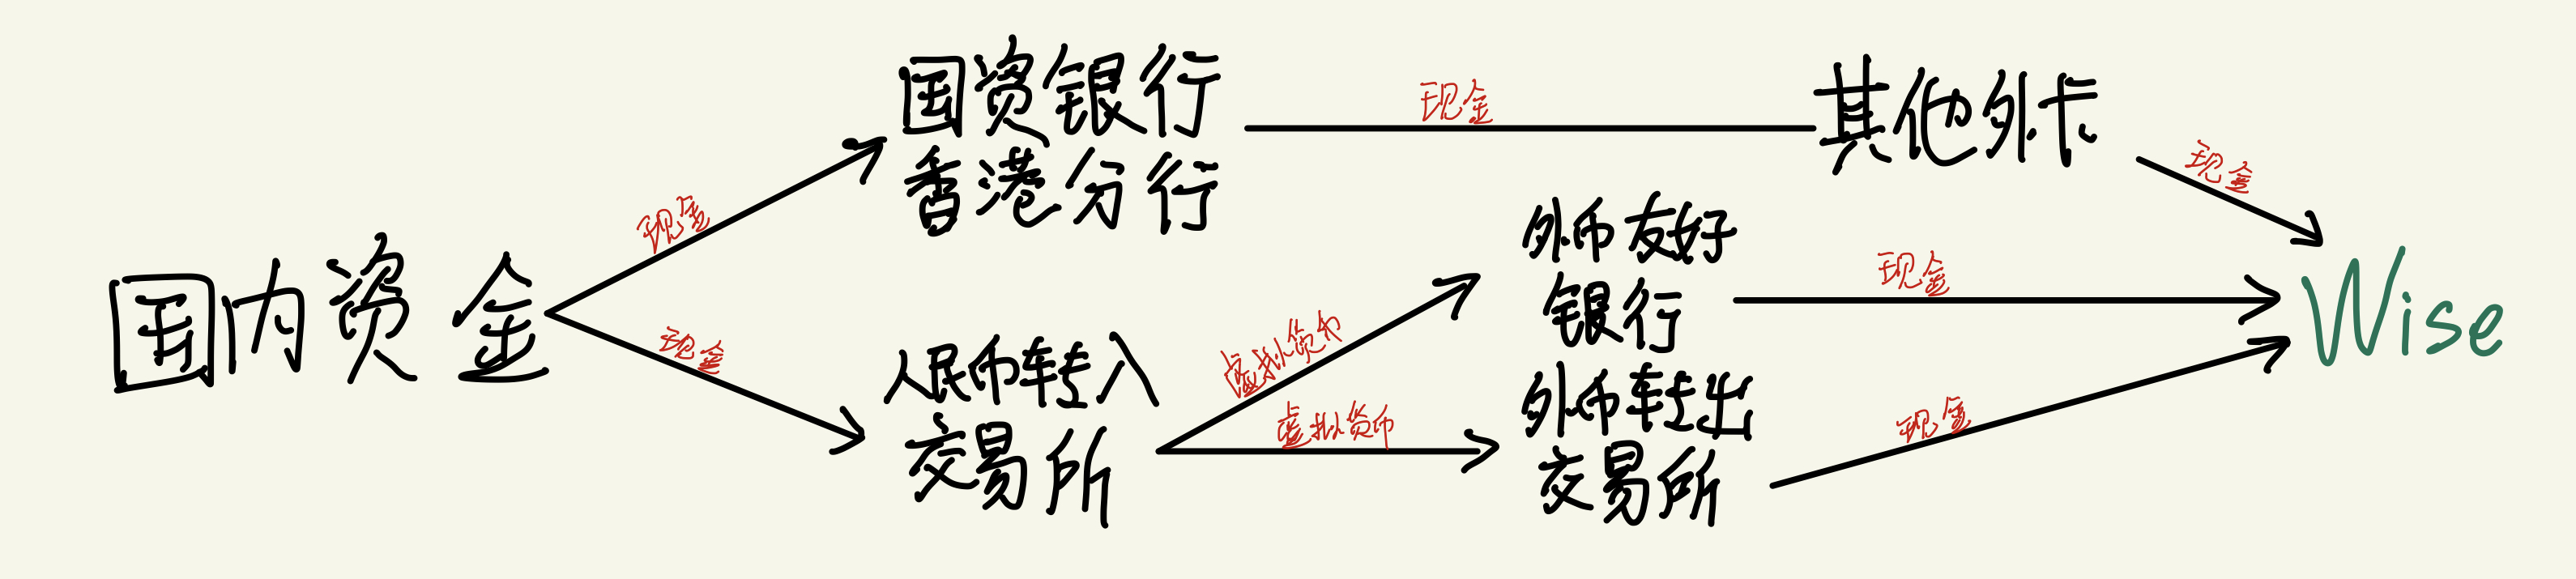 国内资金
现金
现金
国资银行
香港分行
人民币转入
交易所
现金
虚拟货币
虚拟货币
其他外卡
外币友好
银行
外币转出
交易所
现金
现金
现金
Wise